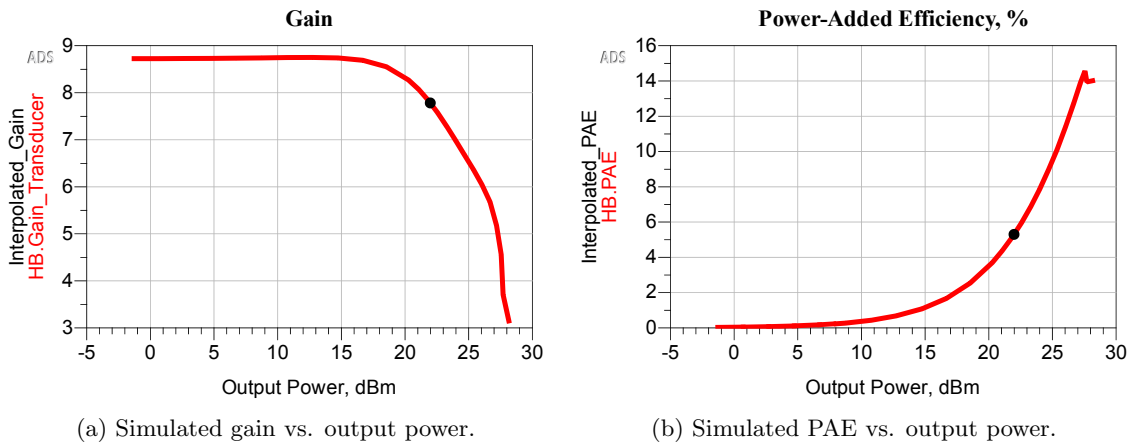 Gain
ADS
9
8
7
6
5
4
3
Interpolated_Gain
HB.Gain_Transducer
-5 0 5 10 15 20 25 30
Output Power, dBm
(a) Simulated gain vs. output power.
Power-Added Efficiency, %
ADS
16
14
12
10
8
6
4
2
0
Interpolated_PAE
HB.PAE
-5 0 5 10 15 20 25 30
Output Power, dBm
(b) Simulated PAE vs. output power.